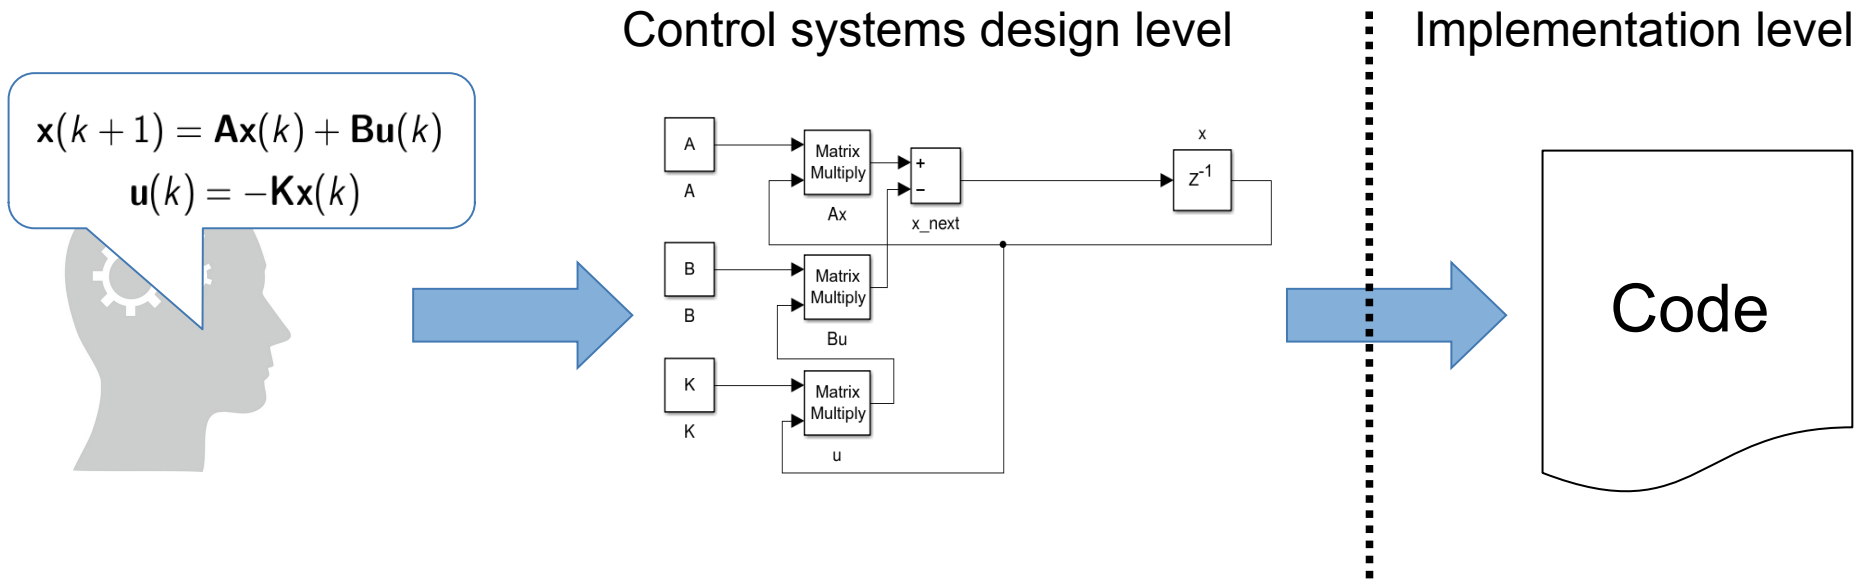 Control systems design level
Implementation level
x(k + 1) = Ax(k) + Bu(k)
u(k) = −Kx(k)
A
A
Matrix
Multiply
Ax
+
−
x_next
x
Z⁻¹
B
B
Matrix
Multiply
Bu
K
K
Matrix
Multiply
u
Code